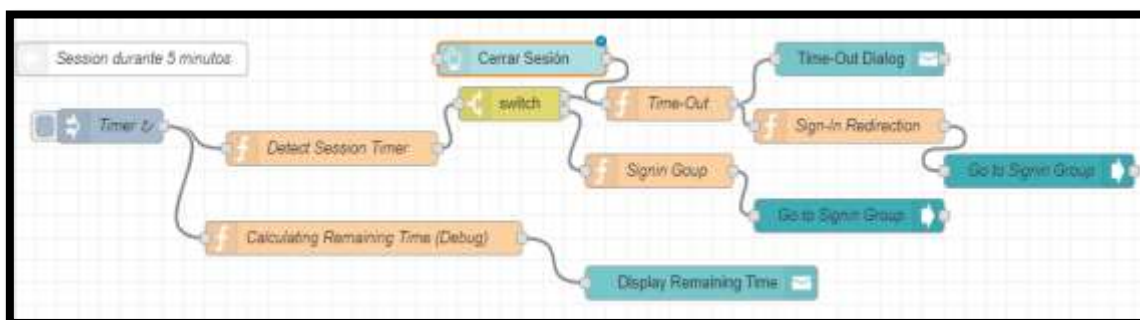 Session durante 5 minutos
Cerrar Sesión
Time-Out Dialog
switch
Time-Out
Timer ↻
Sign-In Redirection
Detect Session Timer
Signin Goup
Go to Signin Group
Go to Signin Group
Calculating Remaining Time (Debug)
Display Remaining Time